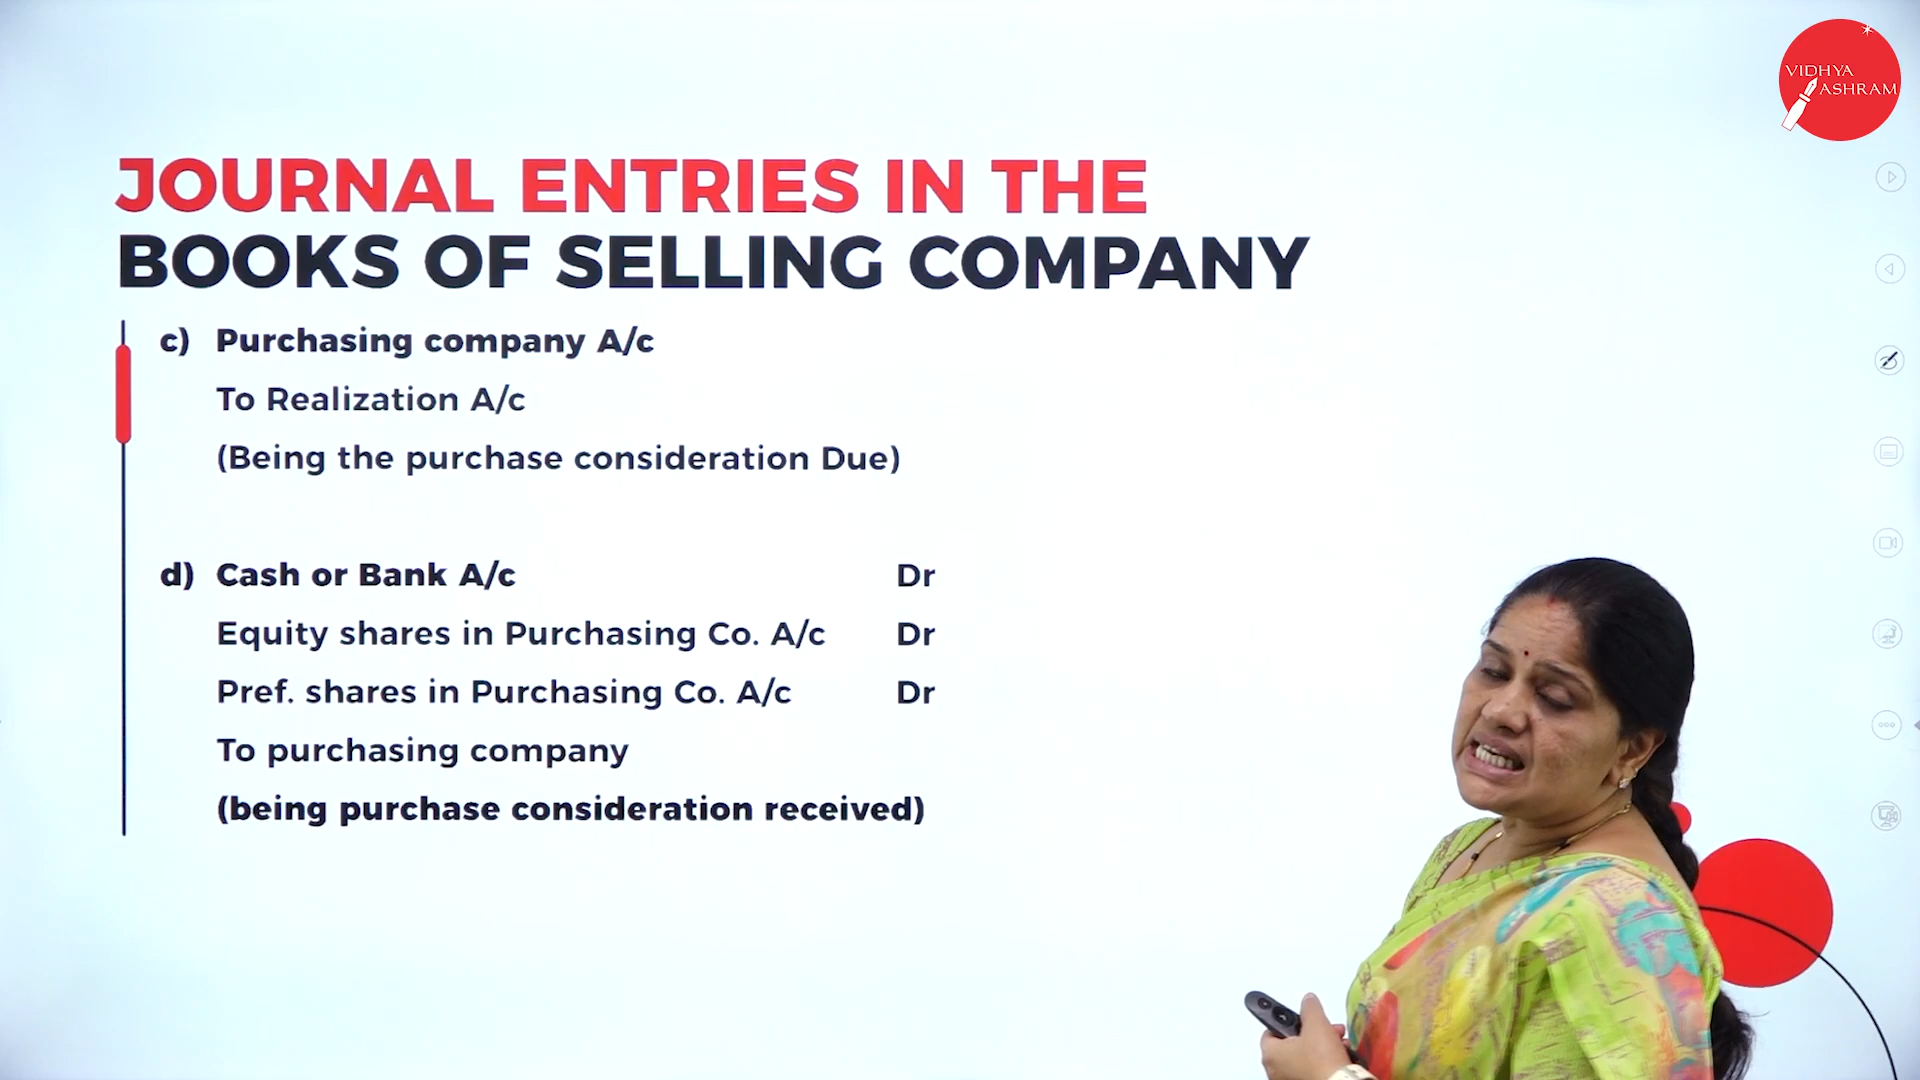 VIDHYA
ASHRAM
JOURNAL ENTRIES IN THE
BOOKS OF SELLING COMPANY
c) Purchasing company A/c
To Realization A/c
(Being the purchase consideration Due)
d) Cash or Bank A/c Dr
Equity shares in Purchasing Co. A/c Dr
Pref. shares in Purchasing Co. A/c Dr
To purchasing company
(being purchase consideration received)